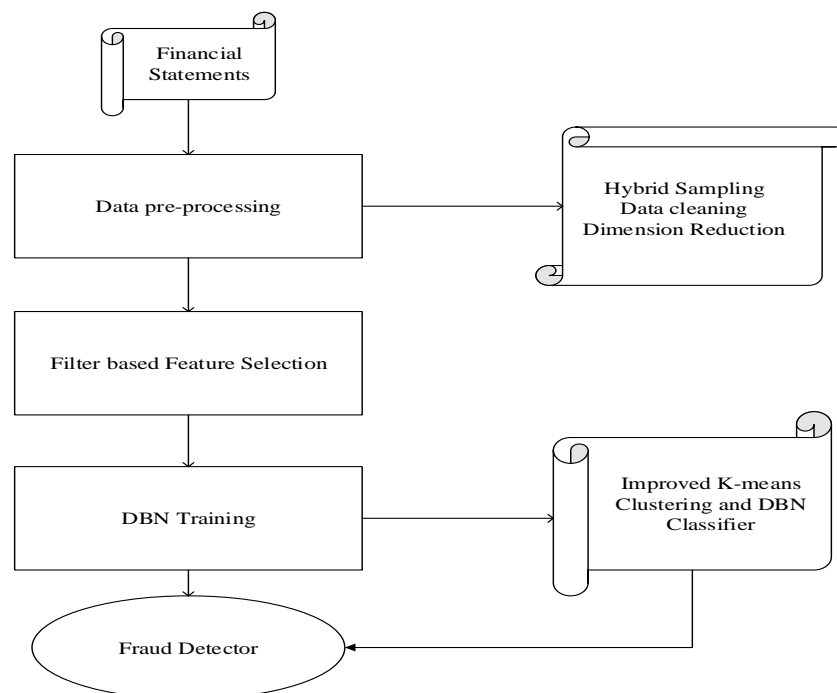 Financial
Statements
Data pre-processing
Hybrid Sampling
Data cleaning
Dimension Reduction
Filter based Feature Selection
DBN Training
Improved K-means
Clustering and DBN
Classifier
Fraud Detector